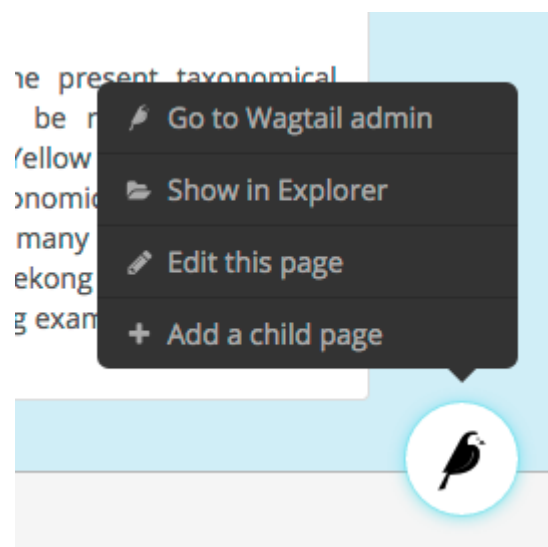 he present taxonomical
be
Yellow
Go to Wagtail admin
Show in Explorer
many
Edit this page
ekong
g exam
Add a child page